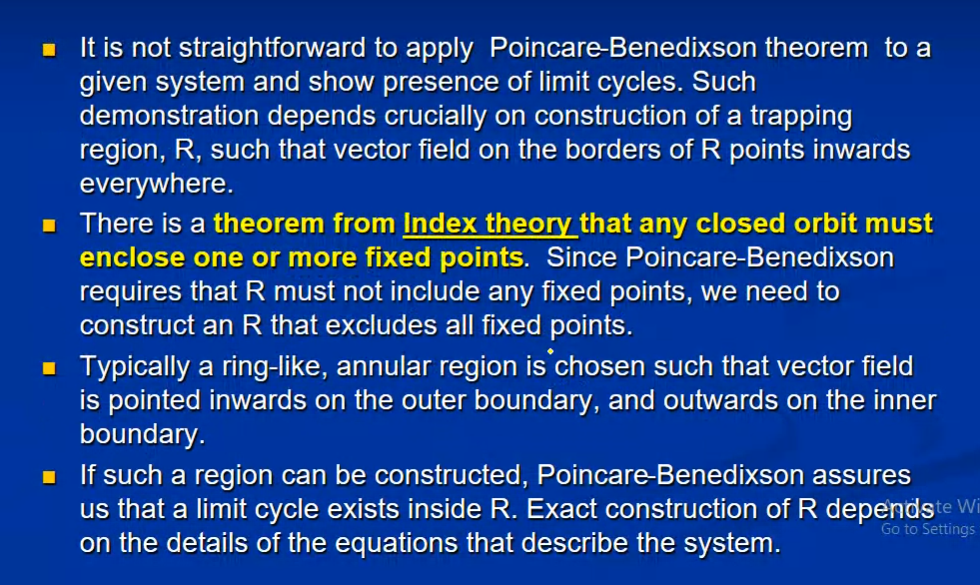 It is not straightforward to apply Poincare-Benedixson theorem to a
given system and show presence of limit cycles. Such
demonstration depends crucially on construction of a trapping
region, R, such that vector field on the borders of R points inwards
everywhere.
There is a theorem from Index theory that any closed orbit must
enclose one or more fixed points. Since Poincare-Benedixson
requires that R must not include any fixed points, we need to
construct an R that excludes all fixed points.
Typically a ring-like, annular region is chosen such that vector field
is pointed inwards on the outer boundary, and outwards on the inner
boundary.
If such a region can be constructed, Poincare-Benedixson assures
us that a limit cycle exists inside R. Exact construction of R depends
on the details of the equations that describe the system.
Activate Wi
Go to Settings